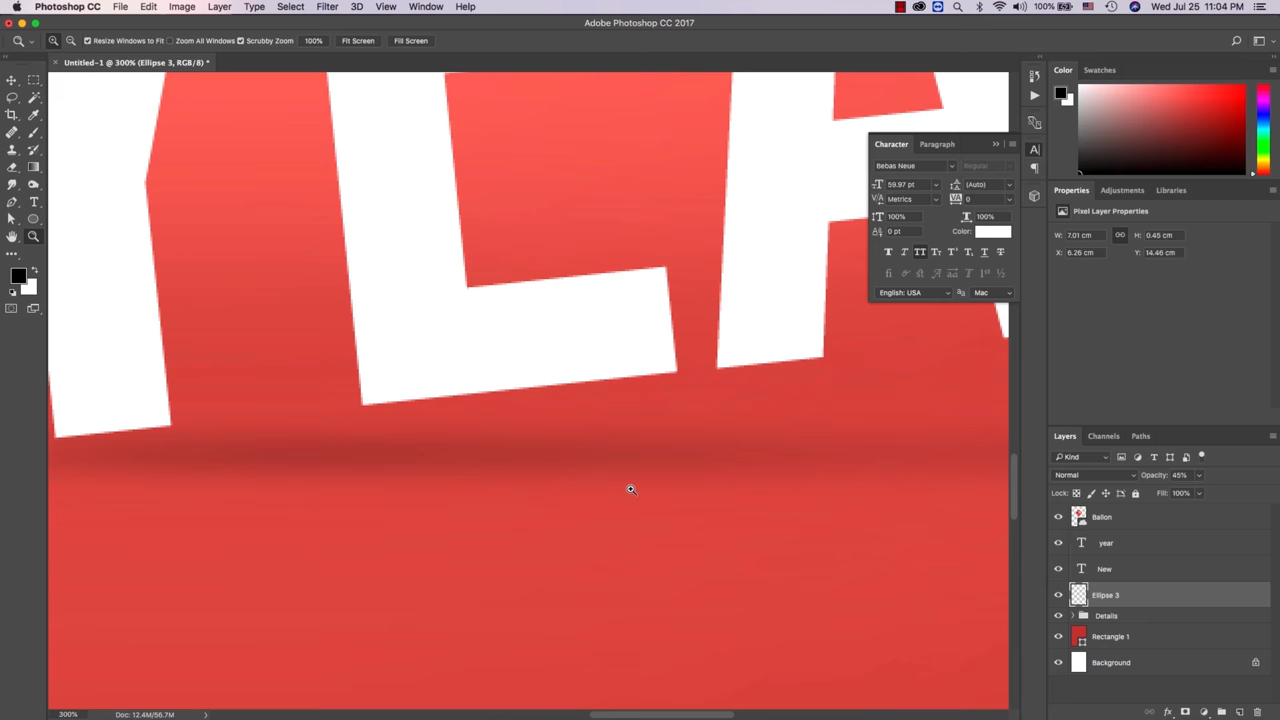 Photoshop CC File Edit Image Layer Type Select Filter 3D View Window Help 100% Wed Jul 25 11:04 PM
Adobe Photoshop CC 2017
Resize Windows to Fit Zoom All Windows Scrubby Zoom 100% Fit Screen Fill Screen
Untitled-1 @ 300% (Ellipse 3, RGB/8) *
Color Swatches
Character Paragraph
Bebas Neue Regular
59.97 pt (Auto)
Metrics 0
100% 100%
0 pt Color:
English: USA Mac
Properties Adjustments Libraries
Pixel Layer Properties
W: 7.01 cm H: 0.45 cm
X: 6.26 cm Y: 14.46 cm
Layers Channels Paths
Kind
Normal Opacity: 45%
Lock: Fill: 100%
Ballon
year
New
Ellipse 3
Details
Rectangle 1
Background
300% Doc: 12.4M/56.7M